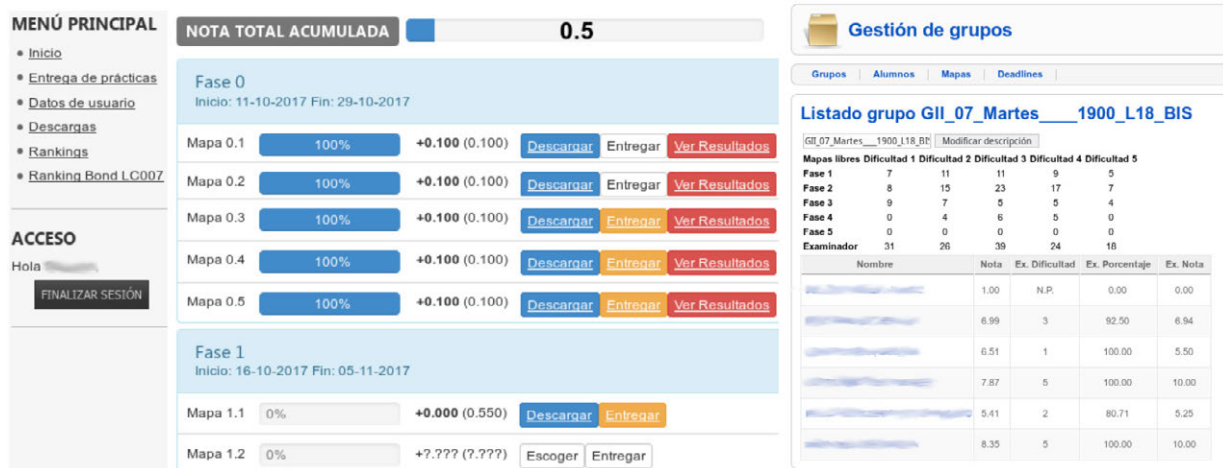 MENÚ PRINCIPAL
Inicio
Entrega de prácticas
Datos de usuario
Descargas
Rankings
Ranking Bond LC007
ACCESO
Hola
FINALIZAR SESIÓN
NOTA TOTAL ACUMULADA 0.5
Fase 0
Inicio: 11-10-2017 Fin: 29-10-2017
Mapa 0.1 100% +0.100 (0.100) Descargar Entregar Ver Resultados
Mapa 0.2 100% +0.100 (0.100) Descargar Entregar Ver Resultados
Mapa 0.3 100% +0.100 (0.100) Descargar Entregar Ver Resultados
Mapa 0.4 100% +0.100 (0.100) Descargar Entregar Ver Resultados
Mapa 0.5 100% +0.100 (0.100) Descargar Entregar Ver Resultados
Fase 1
Inicio: 16-10-2017 Fin: 05-11-2017
Mapa 1.1 0% +0.000 (0.550) Descargar Entregar
Mapa 1.2 0% +?.??? (?.???) Escoger Entregar
Gestión de grupos
Grupos Alumnos Mapas Deadlines
Listado grupo GII_07_Martes____1900_L18_BIS
GII_07_Martes___1900_L18_BIS Modificar descripción
Mapas libres Dificultad 1 Dificultad 2 Dificultad 3 Dificultad 4 Dificultad 5
Fase 1 7 11 11 9 5
Fase 2 8 15 23 17 7
Fase 3 9 7 5 5 4
Fase 4 0 4 6 5 0
Fase 5 0 0 0 0 0
Examinador 31 26 39 24 18
Nombre Nota Ex. Dificultad Ex. Porcentaje Ex. Nota
1.00 N.P. 0.00 0.00
6.99 3 92.50 6.94
6.51 1 100.00 5.50
7.87 5 100.00 10.00
5.41 2 80.71 5.25
8.35 5 100.00 10.00